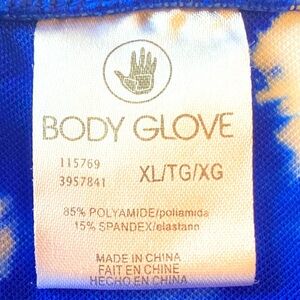 BODY GLOVE
115769
3957841
XL/TG/XG
85% POLYAMIDE/poliamida
15% SPANDEX/elastano
MADE IN CHINA
FAIT EN CHINE
HECHO EN CHINA